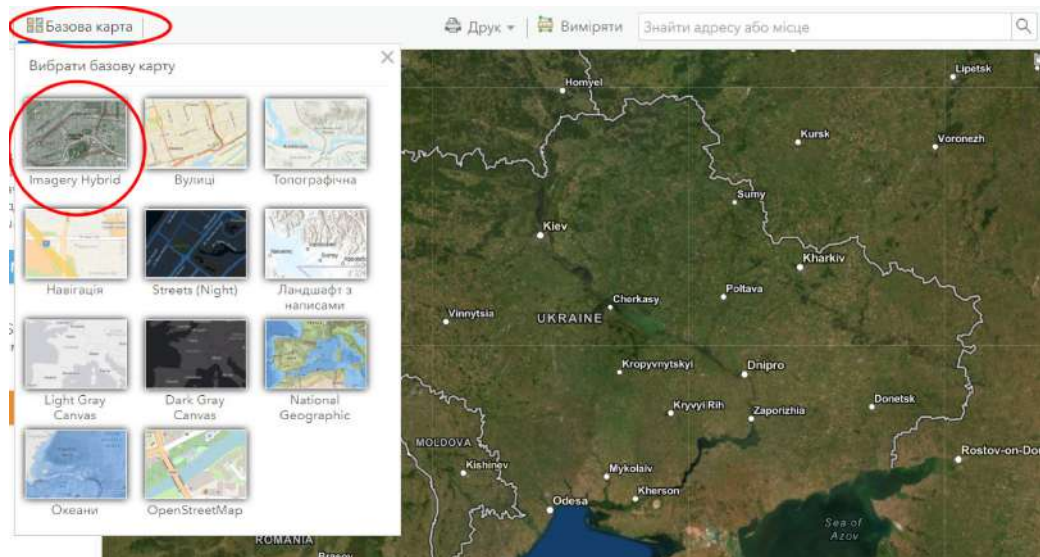 Базова карта
Друк
Виміряти
Знайти адресу або місце
Вибрати базову карту
Imagery Hybrid
Вулиці
Топографічна
Навігація
Streets (Night)
Ландшафт з
написами
Light Gray
Canvas
Dark Gray
Canvas
National
Geographic
Океани
OpenStreetMap
Homyel
Lipetsk
Kursk
Voronezh
Sumy
Kiev
Kharkiv
Poltava
Cherkasy
Vinnytsia
UKRAINE
Kropyvnytskyi
Dnipro
Kryvyi Rih
Zaporizhia
Donetsk
MOLDOVA
Kishinev
Mykolaiv
Rostov-on-Don
Kherson
Odesa
Sea of
Azov
ROMANIA
Brasov